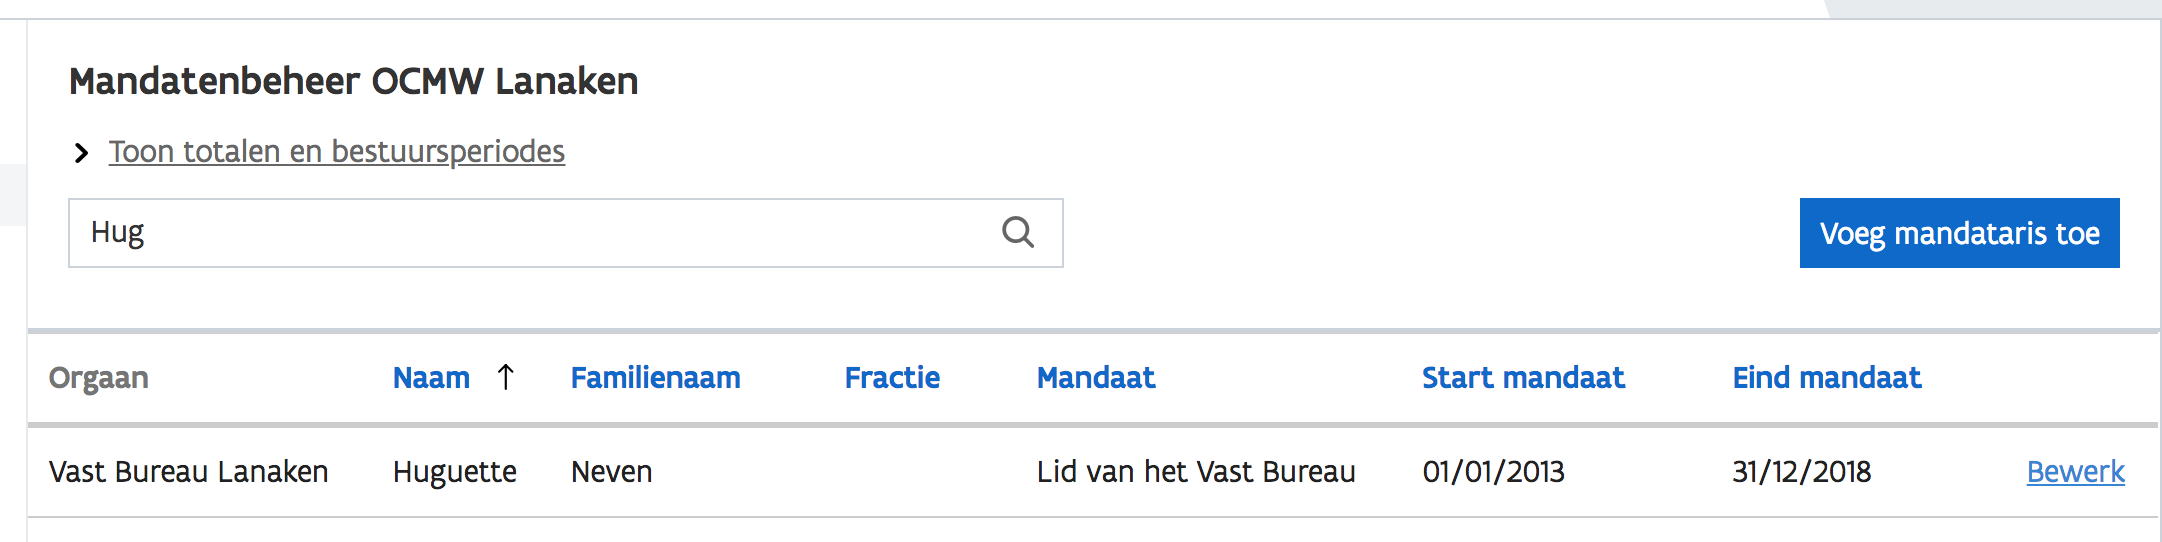 Mandatenbeheer OCMW Lanaken
Toon totalen en bestuursperiodes
Hug
Voeg mandataris toe
Orgaan Naam ↑ Familienaam Fractie Mandaat Start mandaat Eind mandaat
Vast Bureau Lanaken Huguette Neven Lid van het Vast Bureau 01/01/2013 31/12/2018 Bewerk